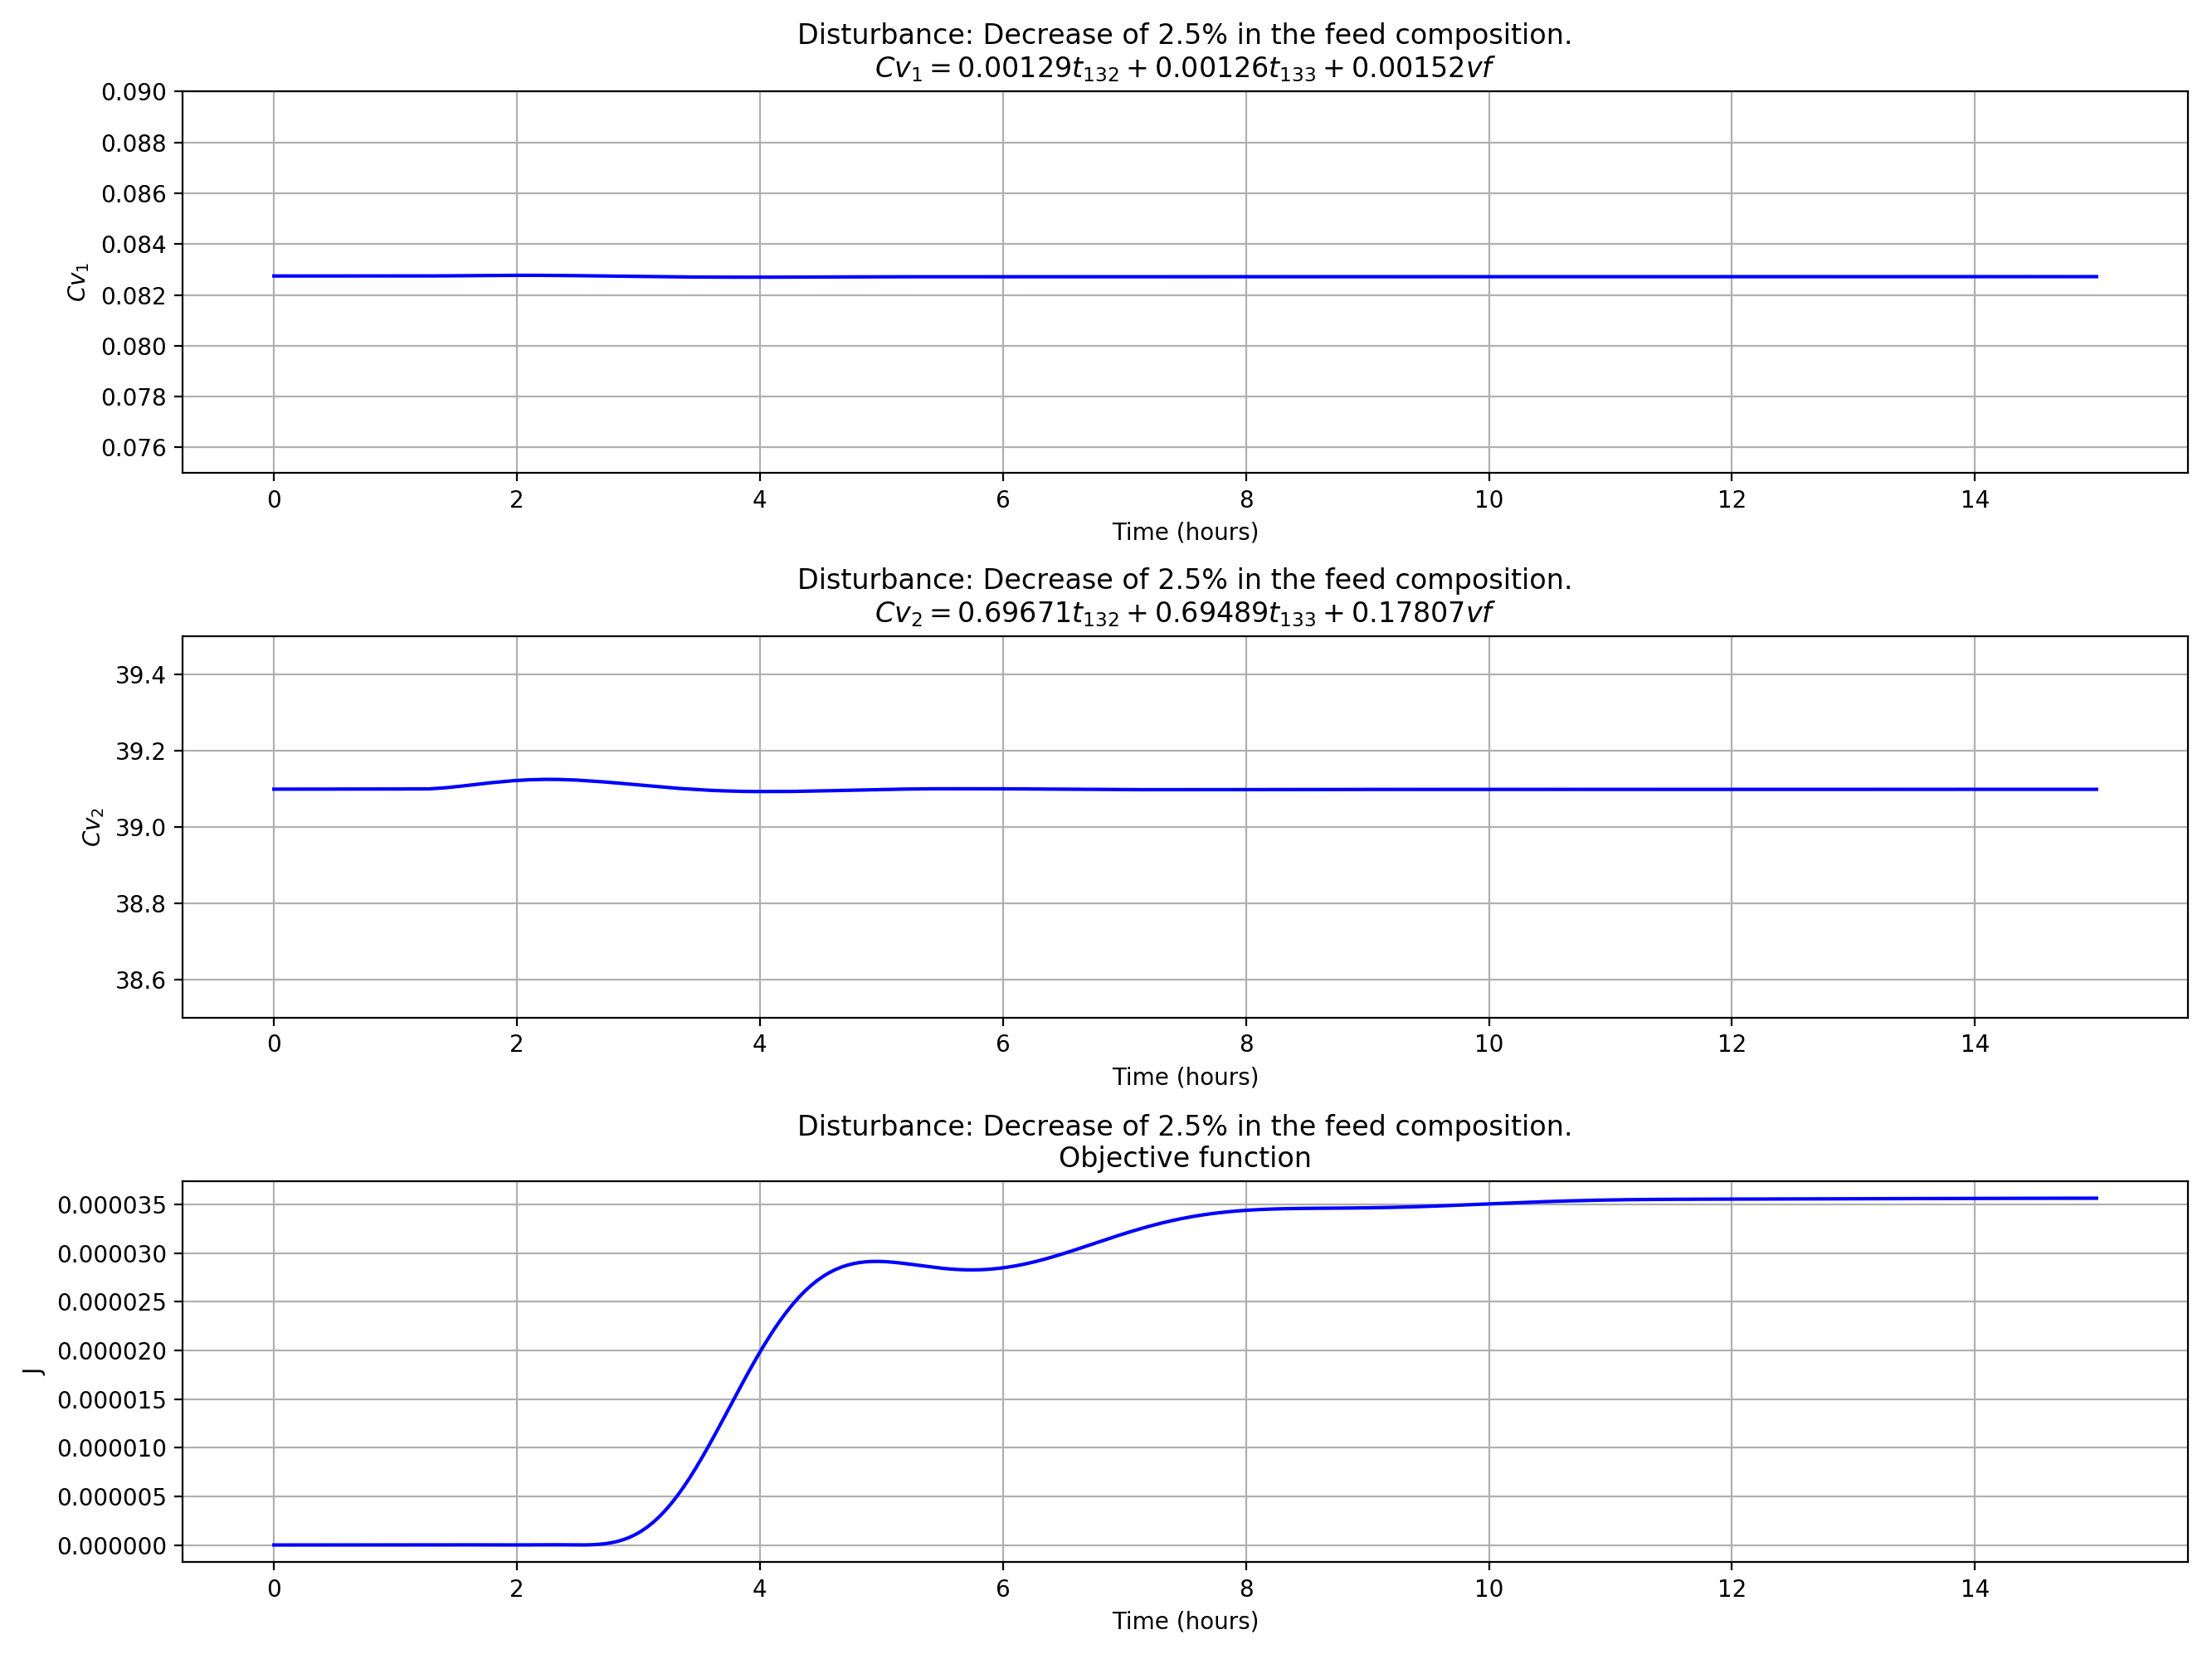 Disturbance: Decrease of 2.5% in the feed composition.
Cv₁ = 0.00129t₁₃₂ + 0.00126t₁₃₃ + 0.00152vf
0.090
0.088
0.086
0.084
0.082
0.080
0.078
0.076
Cv₁
0 2 4 6 8 10 12 14
Time (hours)
Disturbance: Decrease of 2.5% in the feed composition.
Cv₂ = 0.69671t₁₃₂ + 0.69489t₁₃₃ + 0.17807vf
39.4
39.2
39.0
38.8
38.6
Cv₂
0 2 4 6 8 10 12 14
Time (hours)
Disturbance: Decrease of 2.5% in the feed composition.
Objective function
0.000035
0.000030
0.000025
0.000020
0.000015
0.000010
0.000005
0.000000
J
0 2 4 6 8 10 12 14
Time (hours)